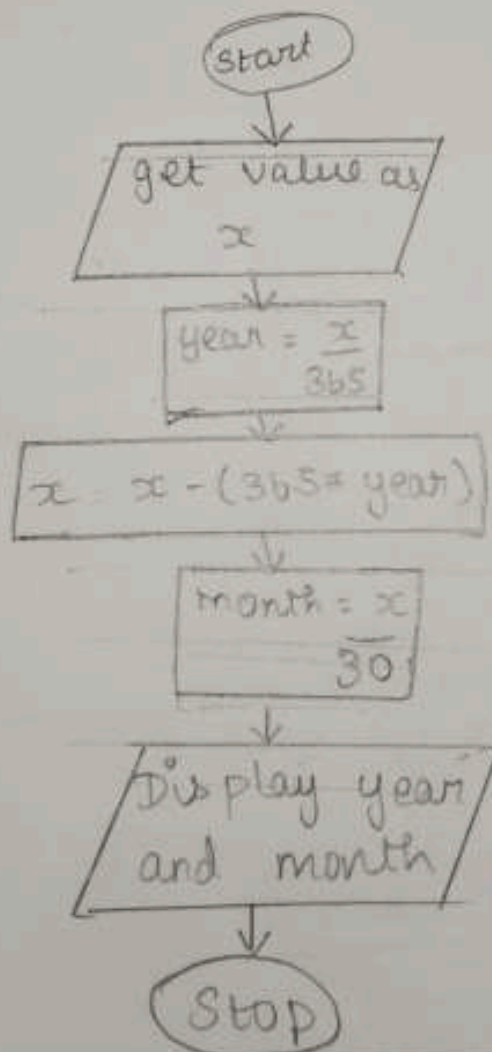 start
get value as
x
year = x
365
x = x - (365* year)
month = x
30
Display year
and month
Stop